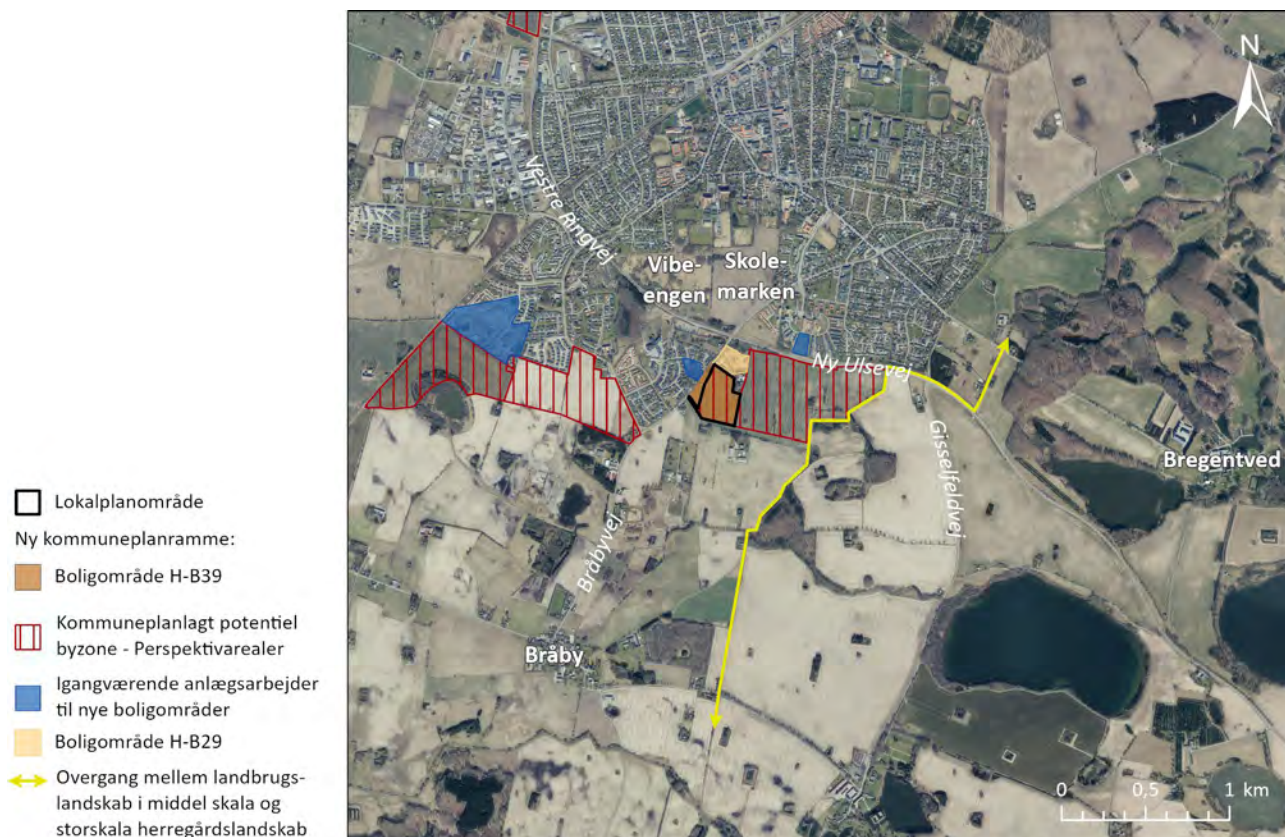 N
Vestre Ringvej
Vibe-
engen
Skole-
marken
Ny Ulsevej
Gisselfeldvej
Bregentved
Bråbyvej
Bråby
0 0,5 1 km
Lokalplanområde
Ny kommuneplanramme:
Boligområde H-B39
Kommuneplanlagt potentiel
byzone - Perspektivarealer
Igangværende anlægsarbejder
til nye boligområder
Boligområde H-B29
Overgang mellem landbrugs-
landskab i middel skala og
storskala herregårdslandskab